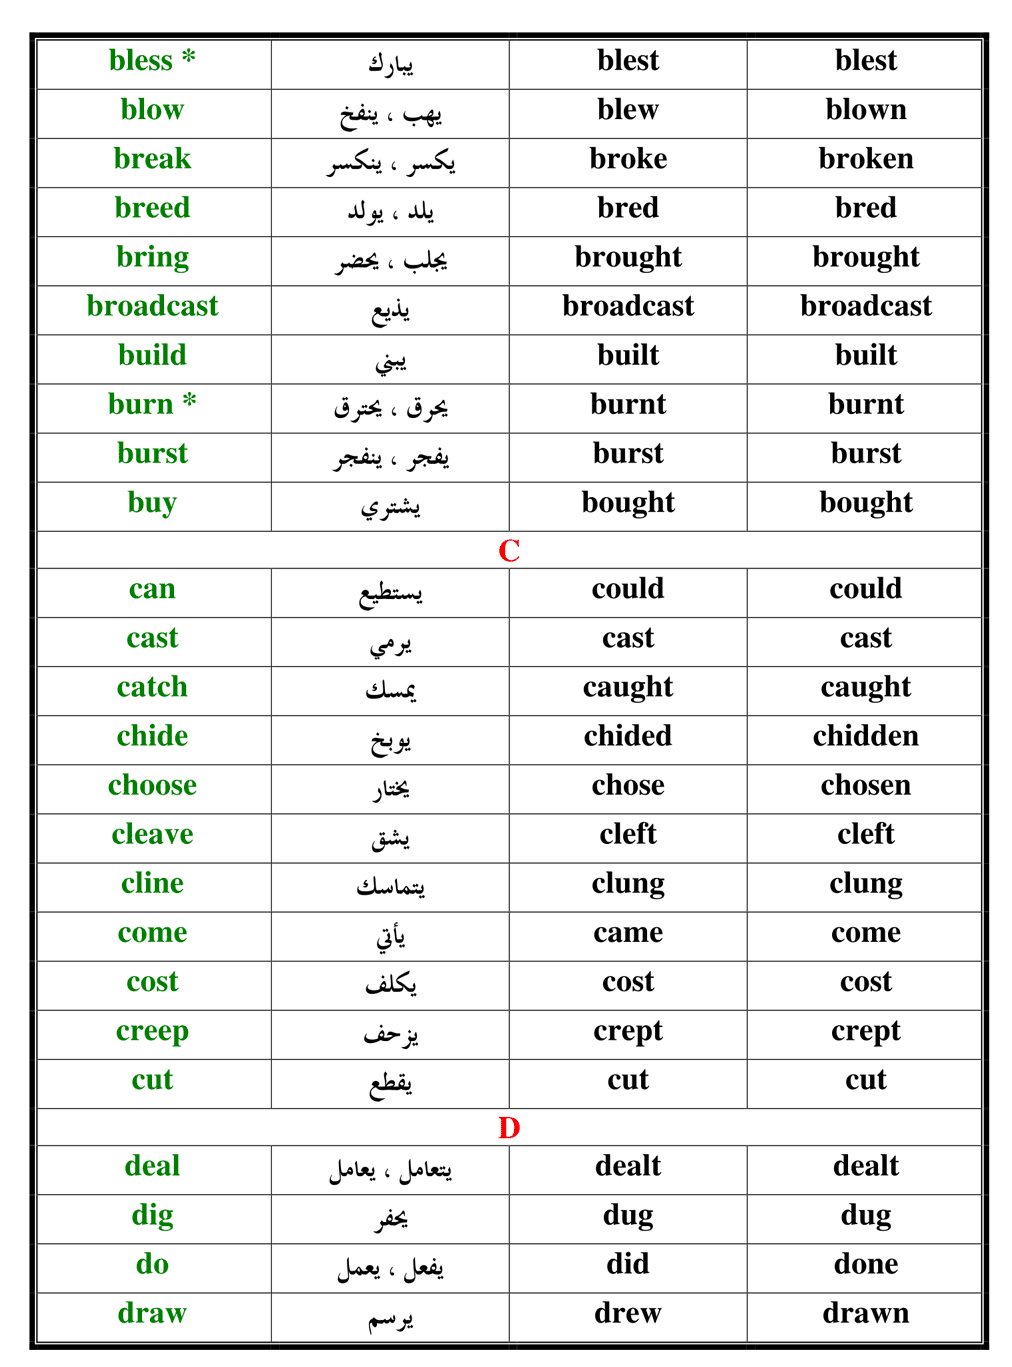 bless * يبارك blest blest
blow يهب ، ينفخ blew blown
break يكسر ، ينكسر broke broken
breed يلد ، يولد bred bred
bring يجلب ، يحضر brought brought
broadcast يذيع broadcast broadcast
build يبني built built
burn * يحرق ، يحترق burnt burnt
burst يفجر ، ينفجر burst burst
buy يشتري bought bought
C
can يستطيع could could
cast يرمي cast cast
catch يمسك caught caught
chide يوبخ chided chidden
choose يختار chose chosen
cleave يشق cleft cleft
cline يتماسك clung clung
come يأتي came come
cost يكلف cost cost
creep يزحف crept crept
cut يقطع cut cut
D
deal يتعامل ، يعامل dealt dealt
dig يحفر dug dug
do يفعل ، يعمل did done
draw يرسم drew drawn